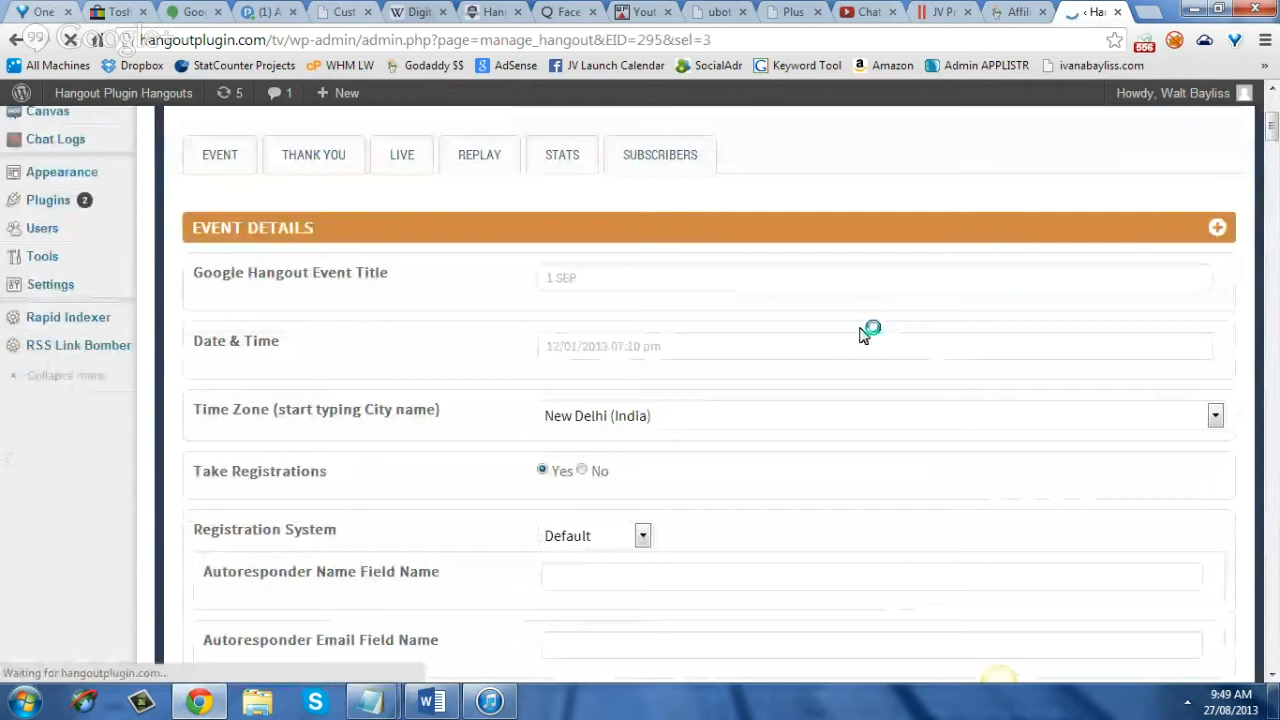 One
Tosh
Goo
(1) A
Cust
Digit
Hang
Face
Yout
ubot
Plus
Chat
JV P
Affili
Han
hangoutplugin.com/tv/wp-admin/admin.php?page=manage_hangout&EID=295&sel=3
All Machines
Dropbox
StatCounter Projects
WHM LW
Godaddy $$
AdSense
JV Launch Calendar
SocialAdr
Keyword Tool
Amazon
Admin APPLISTR
ivanabayliss.com
»
Hangout Plugin Hangouts
5
1
+ New
Howdy, Walt Bayliss
Canvas
Chat Logs
Appearance
Plugins 2
Users
Tools
Settings
Rapid Indexer
RSS Link Bomber
Collapse menu
EVENT
THANK YOU
LIVE
REPLAY
STATS
SUBSCRIBERS
EVENT DETAILS
Google Hangout Event Title
1 SEP
Date & Time
12/01/2013 07:10 pm
Time Zone (start typing City name)
New Delhi (India)
Take Registrations
Yes No
Registration System
Default
Autoresponder Name Field Name
Autoresponder Email Field Name
Waiting for hangoutplugin.com...
9:49 AM
27/08/2013